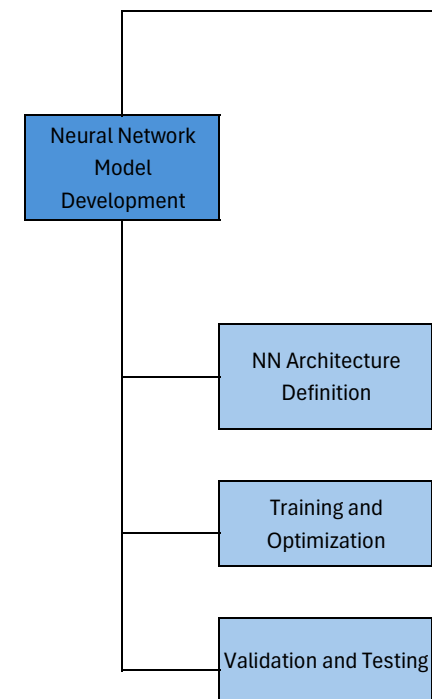 Neural Network
Model
Development
NN Architecture
Definition
Training and
Optimization
Validation and Testing